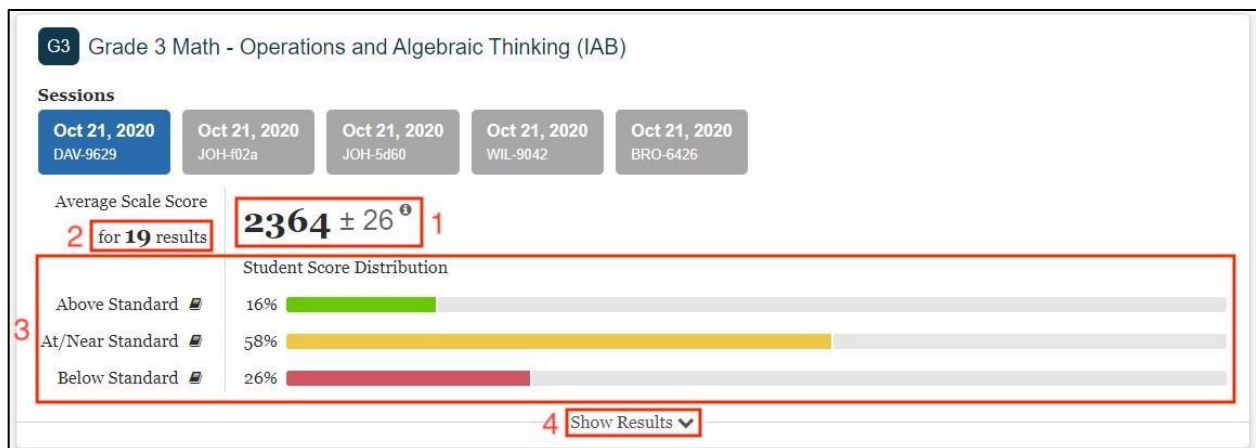 G3 Grade 3 Math - Operations and Algebraic Thinking (IAB)
Sessions
Oct 21, 2020 Oct 21, 2020 Oct 21, 2020 Oct 21, 2020 Oct 21, 2020
DAV-9629 JOH-f02a JOH-5d60 WIL-9042 BRO-6426
Average Scale Score
2364 ± 26 1
2 for 19 results
Student Score Distribution
Above Standard 16%
3 At/Near Standard 58%
Below Standard 26%
4 Show Results